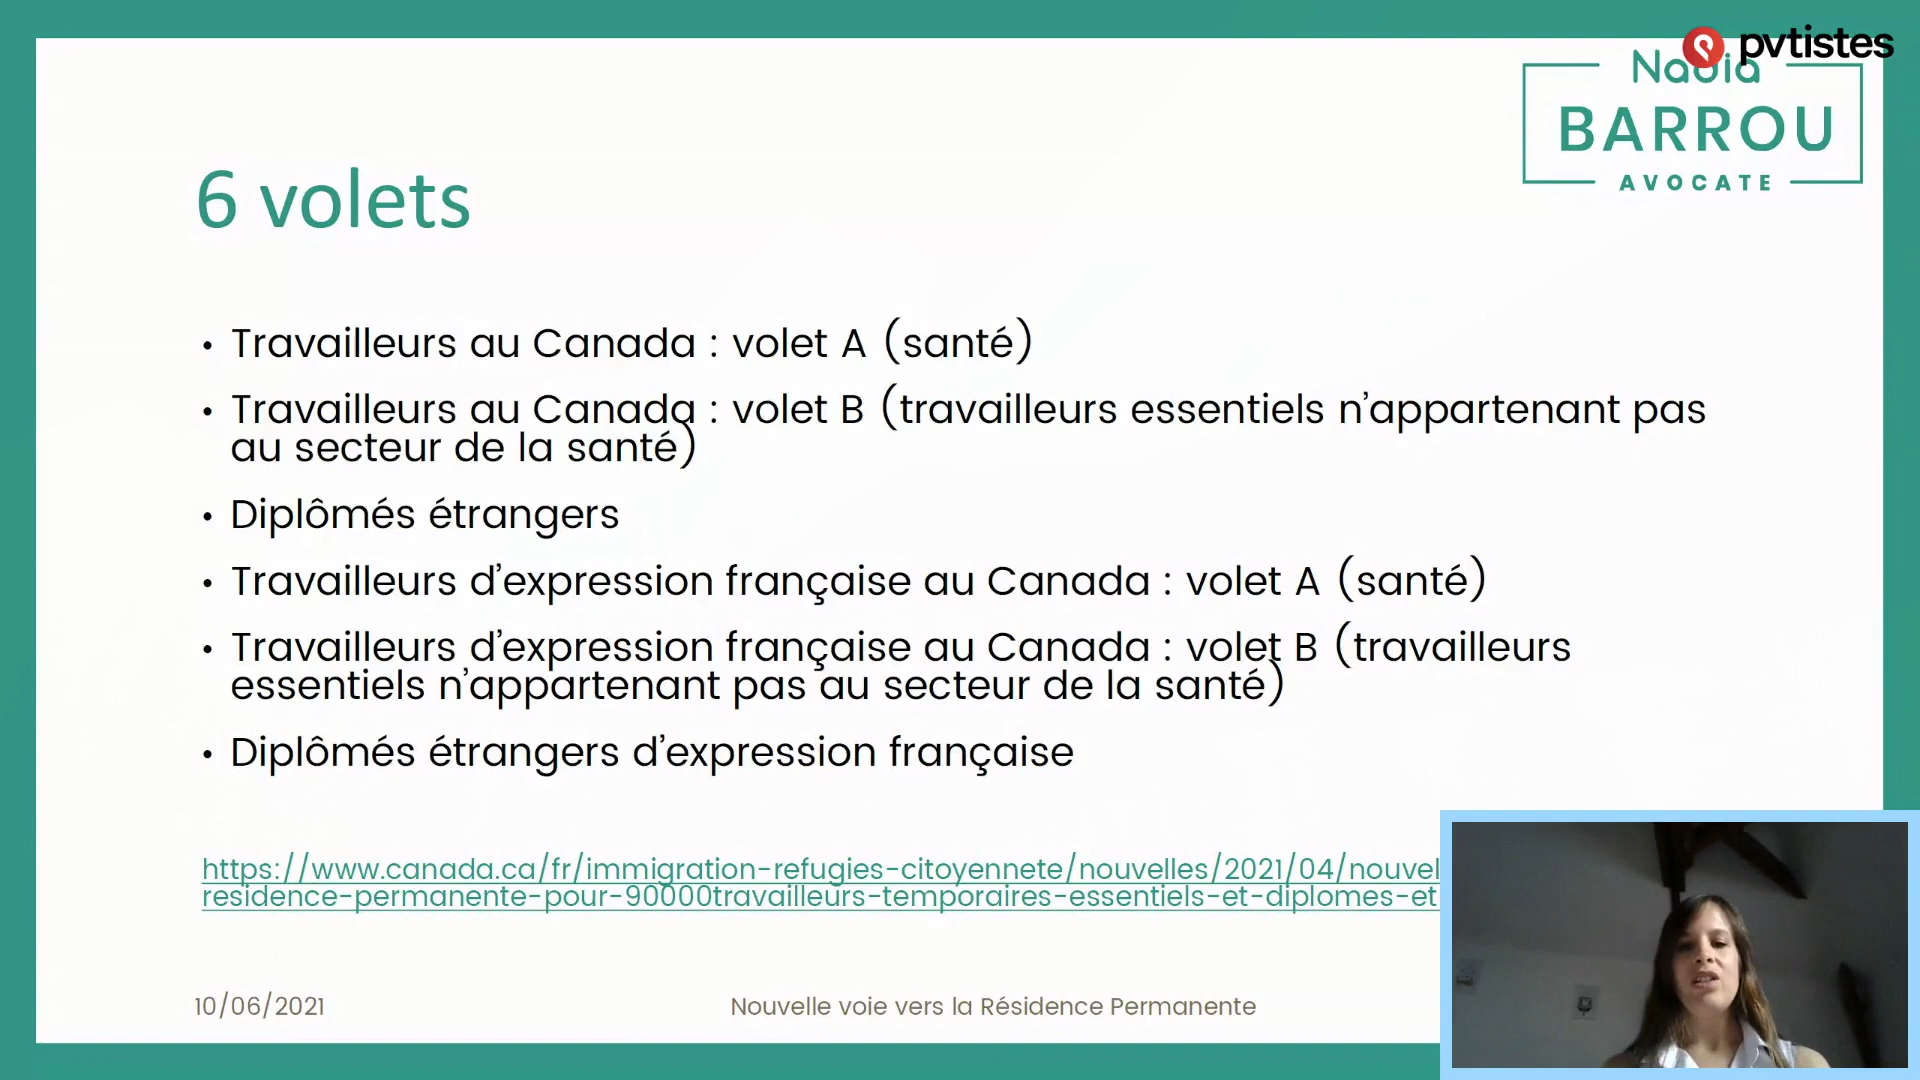 pvtistes
Nadia
BARROU
AVOCATE
6 volets
• Travailleurs au Canada : volet A (santé)
• Travailleurs au Canada : volet B (travailleurs essentiels n’appartenant pas
au secteur de la santé)
• Diplômés étrangers
• Travailleurs d’expression française au Canada : volet A (santé)
• Travailleurs d’expression française au Canada : volet B (travailleurs
essentiels n’appartenant pas au secteur de la santé)
• Diplômés étrangers d’expression française
https://www.canada.ca/fr/immigration-refugies-citoyennete/nouvelles/2021/04/nouvel
residence-permanente-pour-90000travailleurs-temporaires-essentiels-et-diplomes-et
10/06/2021
Nouvelle voie vers la Résidence Permanente